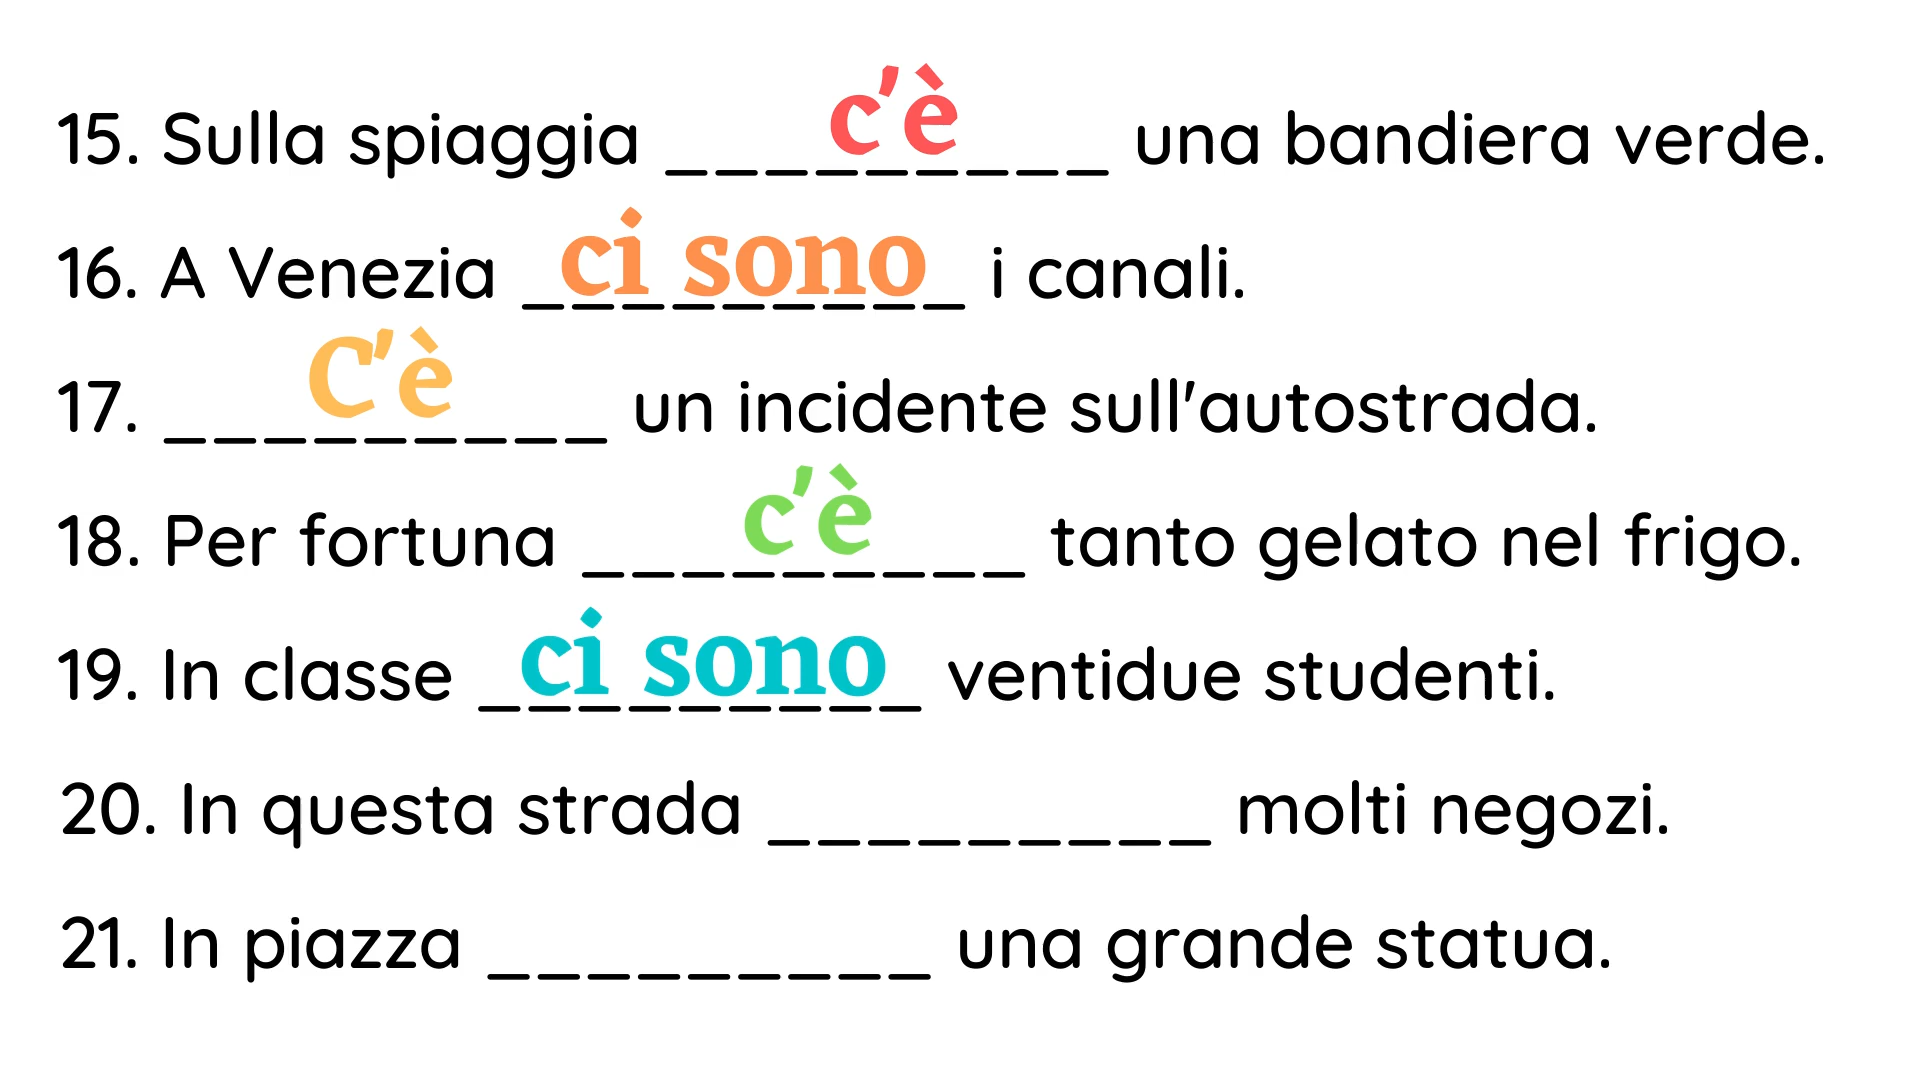 15. Sulla spiaggia c'è una bandiera verde.
16. A Venezia ci sono i canali.
17. C'è un incidente sull'autostrada.
18. Per fortuna c'è tanto gelato nel frigo.
19. In classe ci sono ventidue studenti.
20. In questa strada _________ molti negozi.
21. In piazza _________ una grande statua.